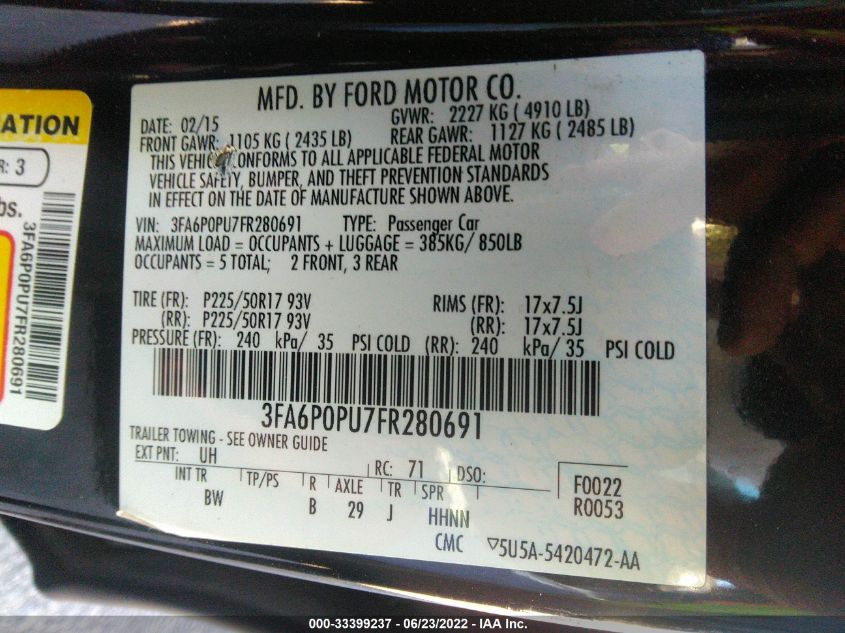 ATION
R: 3
bs.
3FA6P0PU7FR280691
MFD. BY FORD MOTOR CO.
DATE: 02/15 GVWR: 2227 KG ( 4910 LB)
FRONT GAWR: 1105 KG ( 2435 LB) REAR GAWR: 1127 KG ( 2485 LB)
THIS VEHIC CONFORMS TO ALL APPLICABLE FEDERAL MOTOR
VEHICLE SAFETY, BUMPER, AND THEFT PREVENTION STANDARDS
IN EFFECT ON THE DATE OF MANUFACTURE SHOWN ABOVE.
VIN: 3FA6P0PU7FR280691 TYPE: Passenger Car
MAXIMUM LOAD = OCCUPANTS + LUGGAGE = 385KG/ 850LB
OCCUPANTS = 5 TOTAL; 2 FRONT, 3 REAR
TIRE (FR): P225/50R17 93V RIMS (FR): 17x7.5J
(RR): P225/50R17 93V (RR): 17x7.5J
PRESSURE (FR): 240 kPa/ 35 PSI COLD (RR): 240 kPa/ 35 PSI COLD
3FA6P0PU7FR280691
TRAILER TOWING - SEE OWNER GUIDE
EXT PNT: UH RC: 71 DSO: F0022
INT TR TP/PS R AXLE TR SPR R0053
BW B 29 J HHNN
CMC ▽5U5A-5420472-AA
000-33399237 - 06/23/2022 - IAA Inc.